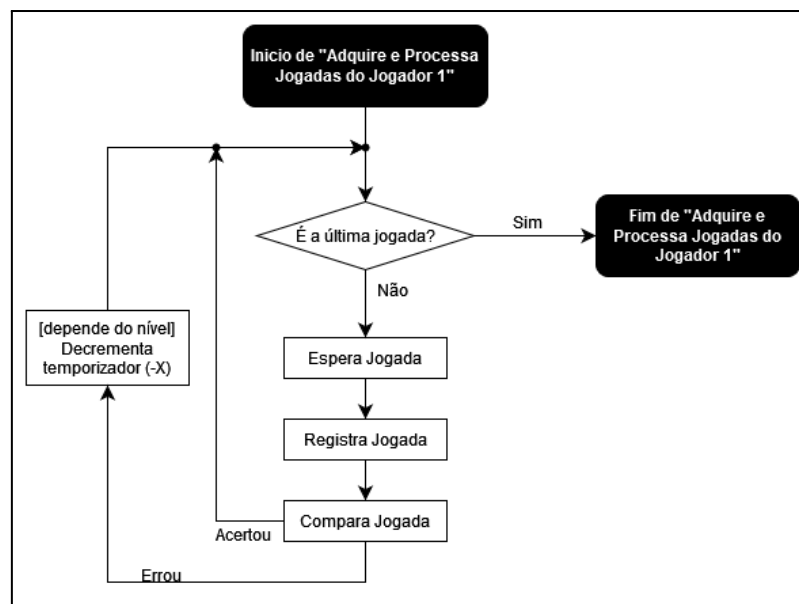 Inicio de "Adquire e Processa
Jogadas do Jogador 1"
É a última jogada?
Sim
Fim de "Adquire e
Processa Jogadas do
Jogador 1"
Não
[depende do nível]
Decrementa
temporizador (-X)
Espera Jogada
Registra Jogada
Compara Jogada
Acertou
Errou